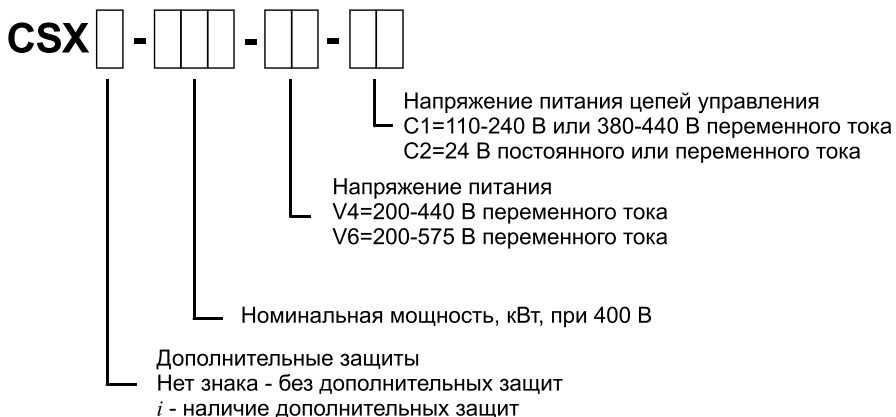 CSX - - -
Напряжение питания цепей управления
C1=110-240 В или 380-440 В переменного тока
C2=24 В постоянного или переменного тока
Напряжение питания
V4=200-440 В переменного тока
V6=200-575 В переменного тока
Номинальная мощность, кВт, при 400 В
Дополнительные защиты
Нет знака - без дополнительных защит
i - наличие дополнительных защит